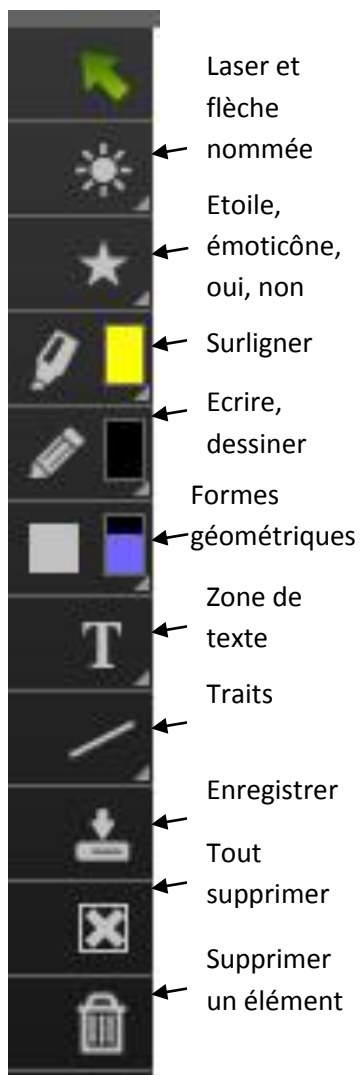 Laser et
flèche
nommée
Etoile,
émoticône,
oui, non
Surligner
Ecrire,
dessiner
Formes
géométriques
Zone de
texte
T
Traits
Enregistrer
Tout
supprimer
Supprimer
un élément